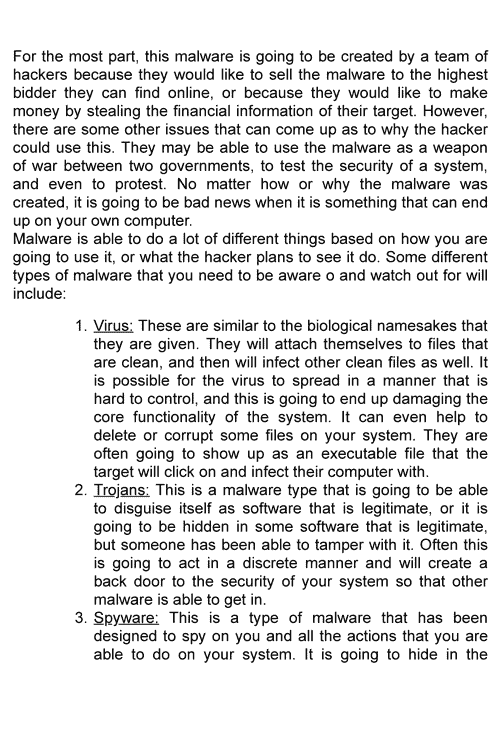 For the most part, this malware is going to be created by a team of
hackers because they would like to sell the malware to the highest
bidder they can find online, or because they would like to make
money by stealing the financial information of their target. However,
there are some other issues that can come up as to why the hacker
could use this. They may be able to use the malware as a weapon
of war between two governments, to test the security of a system,
and even to protest. No matter how or why the malware was
created, it is going to be bad news when it is something that can end
up on your own computer.
Malware is able to do a lot of different things based on how you are
going to use it, or what the hacker plans to see it do. Some different
types of malware that you need to be aware o and watch out for will
include:
1. Virus: These are similar to the biological namesakes that
they are given. They will attach themselves to files that
are clean, and then will infect other clean files as well. It
is possible for the virus to spread in a manner that is
hard to control, and this is going to end up damaging the
core functionality of the system. It can even help to
delete or corrupt some files on your system. They are
often going to show up as an executable file that the
target will click on and infect their computer with.
2. Trojans: This is a malware type that is going to be able
to disguise itself as software that is legitimate, or it is
going to be hidden in some software that is legitimate,
but someone has been able to tamper with it. Often this
is going to act in a discrete manner and will create a
back door to the security of your system so that other
malware is able to get in.
3. Spyware: This is a type of malware that has been
designed to spy on you and all the actions that you are
able to do on your system. It is going to hide in the